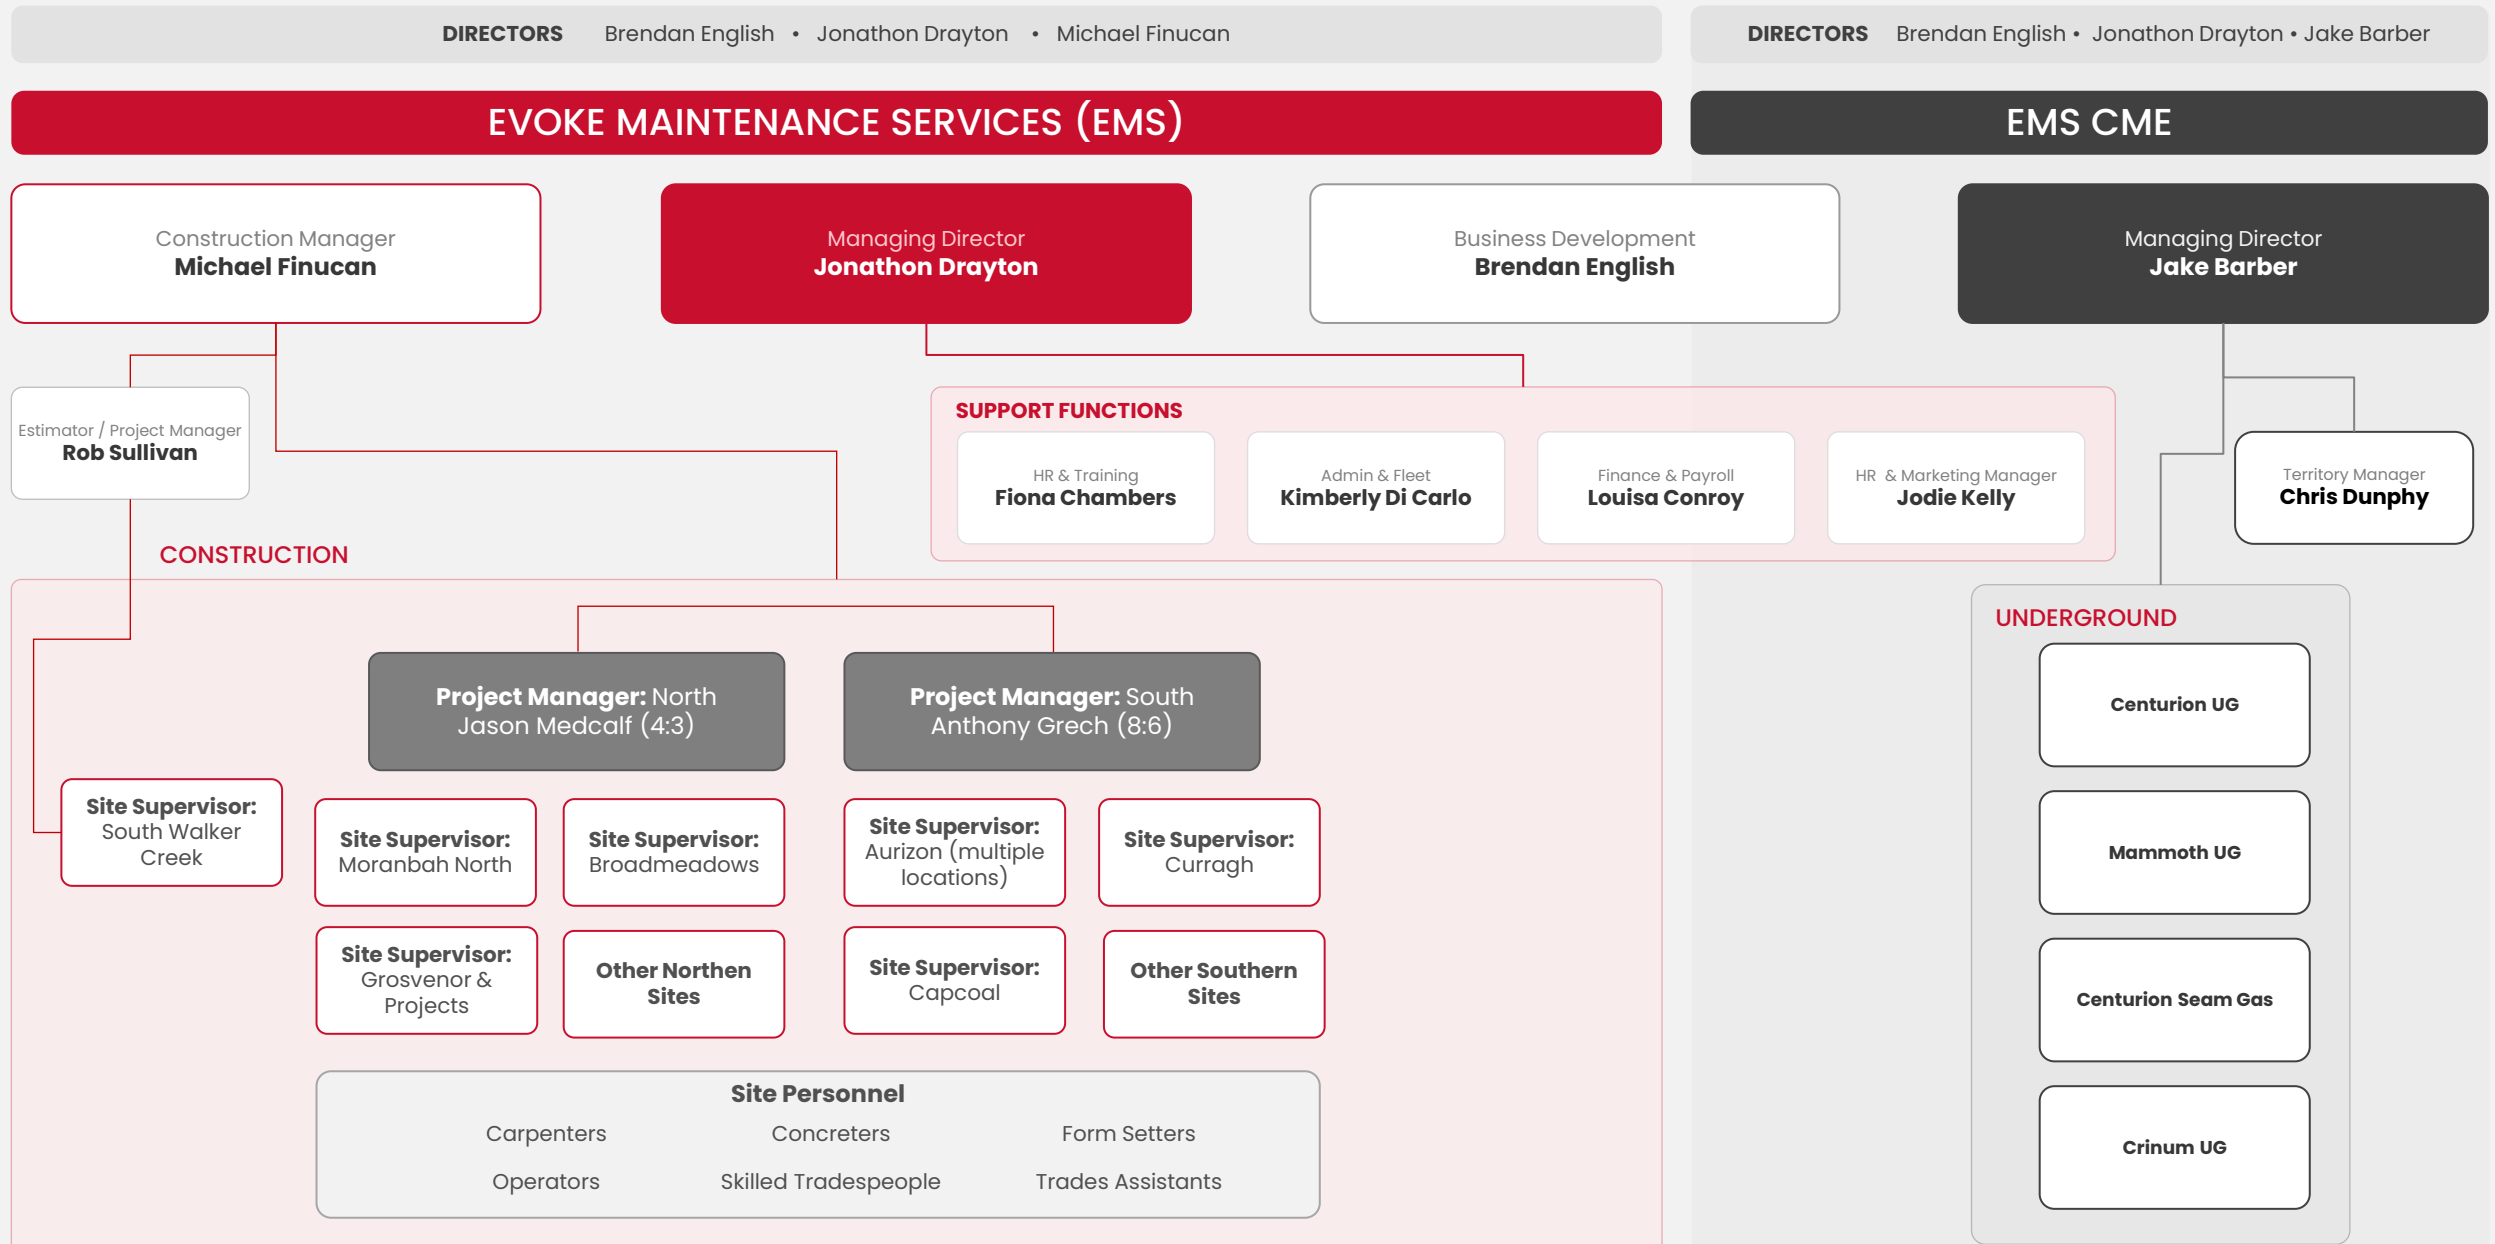 DIRECTORS Brendan English • Jonathon Drayton • Michael Finucan
DIRECTORS Brendan English • Jonathon Drayton • Jake Barber
EVOKE MAINTENANCE SERVICES (EMS)
EMS CME
Construction Manager
Michael Finucan
Managing Director
Jonathon Drayton
Business Development
Brendan English
Managing Director
Jake Barber
Estimator / Project Manager
Rob Sullivan
SUPPORT FUNCTIONS
HR & Training
Fiona Chambers
Admin & Fleet
Kimberly Di Carlo
Finance & Payroll
Louisa Conroy
HR & Marketing Manager
Jodie Kelly
Territory Manager
Chris Dunphy
CONSTRUCTION
Project Manager: North
Jason Medcalf (4:3)
Project Manager: South
Anthony Grech (8:6)
Site Supervisor:
South Walker
Creek
Site Supervisor:
Moranbah North
Site Supervisor:
Broadmeadows
Site Supervisor:
Aurizon (multiple
locations)
Site Supervisor:
Curragh
Site Supervisor:
Grosvenor &
Projects
Other Northen
Sites
Site Supervisor:
Capcoal
Other Southern
Sites
Site Personnel
Carpenters Concreters Form Setters
Operators Skilled Tradespeople Trades Assistants
UNDERGROUND
Centurion UG
Mammoth UG
Centurion Seam Gas
Crinum UG